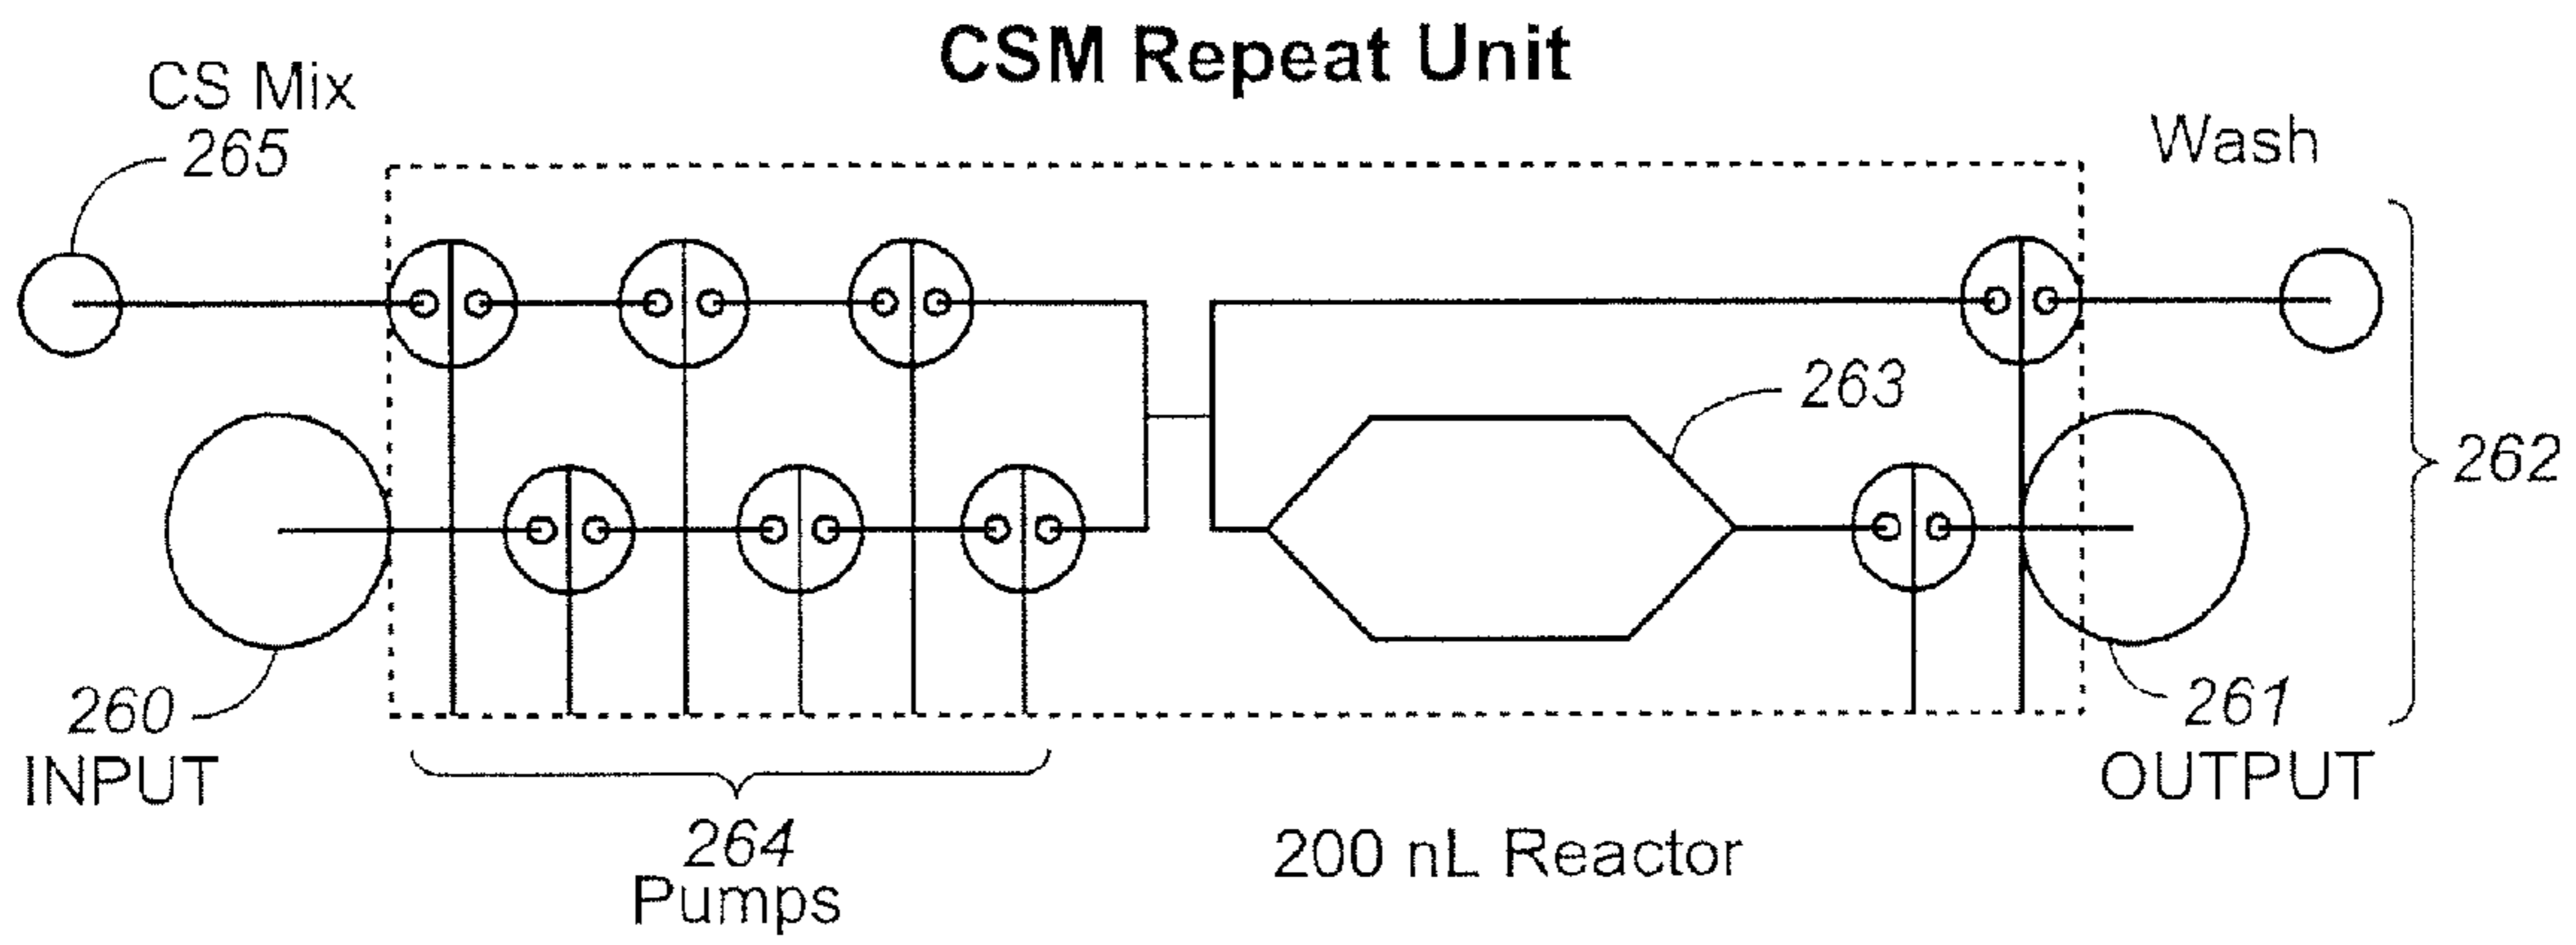 CSM Repeat Unit
CS Mix
265
Wash
263
262
260
INPUT
261
OUTPUT
264
Pumps
200 nL Reactor